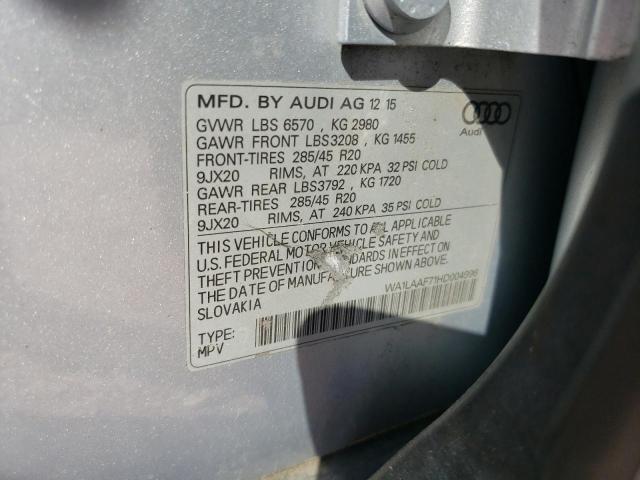 MFD. BY AUDI AG 12 15
GVWR LBS 6570 , KG 2980
GAWR FRONT LBS3208 , KG 1455
FRONT-TIRES 285/45 R20
9JX20 RIMS, AT 220 KPA 32 PSI COLD
GAWR REAR LBS3792 , KG 1720
REAR-TIRES 285/45 R20
9JX20 RIMS, AT 240 KPA 35 PSI COLD
THIS VEHICLE CONFORMS TO ALL APPLICABLE
U.S. FEDERAL MOTOR VEHICLE SAFETY AND
THEFT PREVENTION STANDARDS IN EFFECT ON
THE DATE OF MANUFACTURE SHOWN ABOVE.
SLOVAKIA
WA1LAAF71HD004996
TYPE:
MPV
Audi